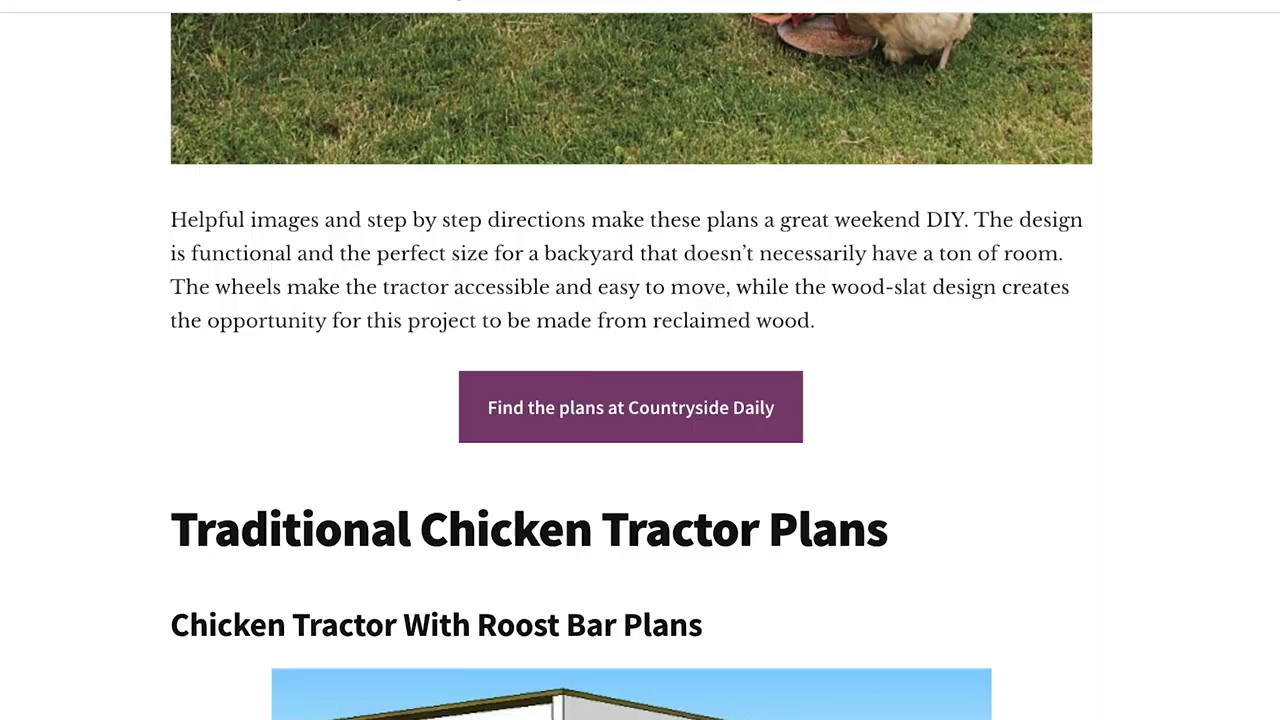 Helpful images and step by step directions make these plans a great weekend DIY. The design
is functional and the perfect size for a backyard that doesn’t necessarily have a ton of room.
The wheels make the tractor accessible and easy to move, while the wood-slat design creates
the opportunity for this project to be made from reclaimed wood.
Find the plans at Countryside Daily
Traditional Chicken Tractor Plans
Chicken Tractor With Roost Bar Plans